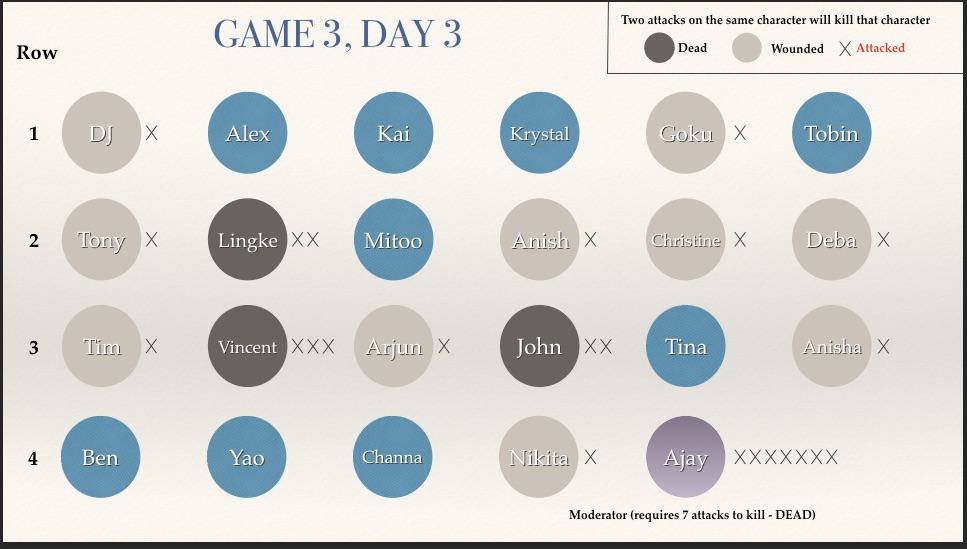 GAME 3, DAY 3
Two attacks on the same character will kill that character
Dead Wounded X Attacked
Row
1 DJ X Alex Kai Krystal Goku X Tobin
2 Tony X Lingke XX Mitoo Anish X Christine X Deba X
3 Tim X Vincent XXX Arjun X John XX Tina Anisha X
4 Ben Yao Channa Nikita X Ajay XXXXXXX
Moderator (requires 7 attacks to kill - DEAD)